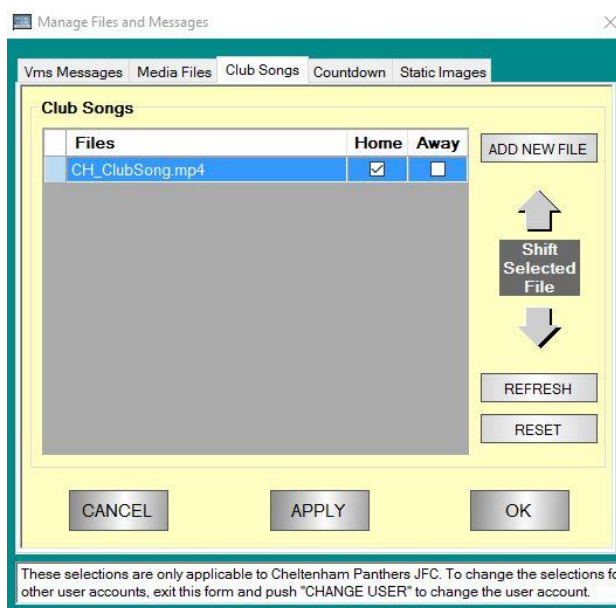 Manage Files and Messages
Vms Messages Media Files Club Songs Countdown Static Images
Club Songs
Files Home Away
CH_ClubSong.mp4
ADD NEW FILE
Shift
Selected
File
REFRESH
RESET
CANCEL APPLY OK
These selections are only applicable to Cheltenham Panthers JFC. To change the selections
other user accounts, exit this form and push "CHANGE USER" to change the user account.